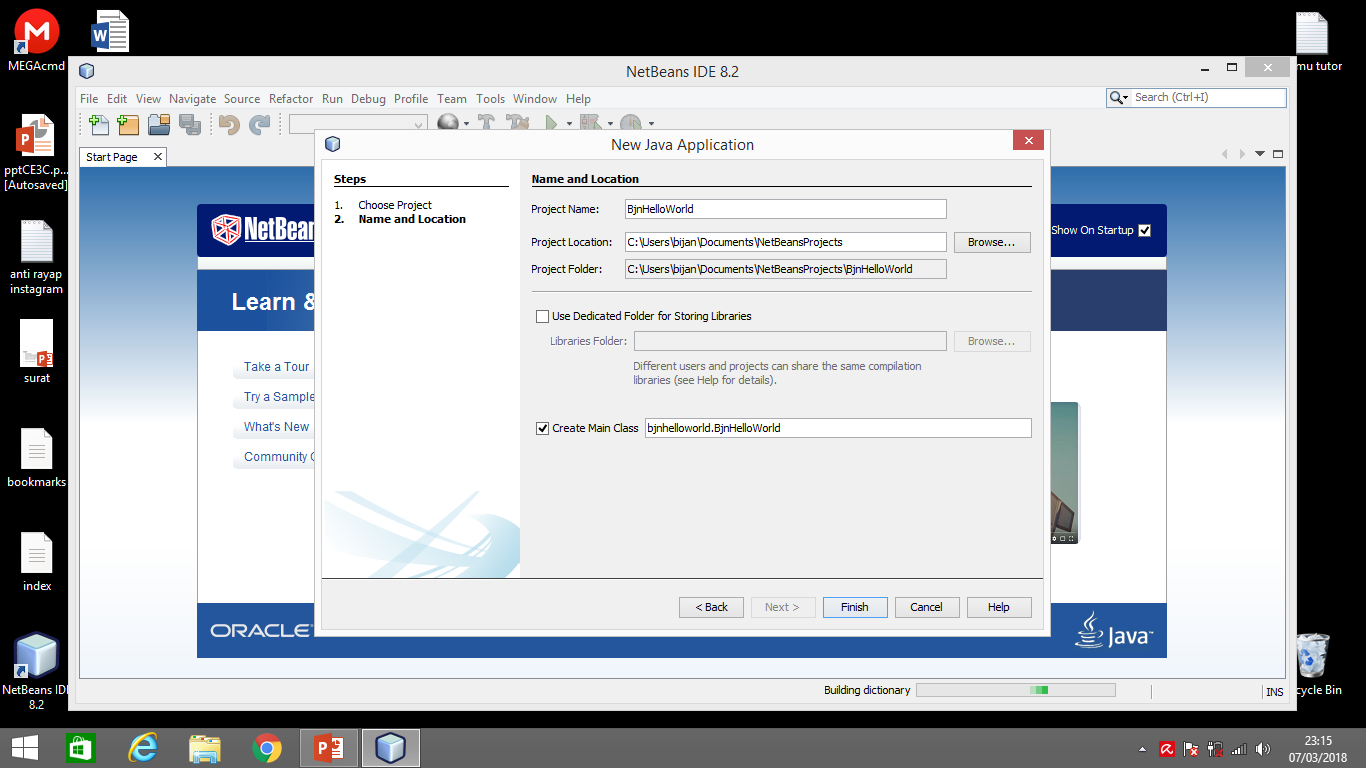 MEGAcmd
pptCE3C.p...
[Autosaved]
anti rayap
instagram
surat
bookmarks
index
NetBeans IDE
8.2
mu tutor
cycle Bin
NetBeans IDE 8.2
File Edit View Navigate Source Refactor Run Debug Profile Team Tools Window Help
Search (Ctrl+I)
Start Page
NetBeans
Show On Startup
Learn &
Take a Tour
Try a Sample
What's New
Community
ORACLE
Java
New Java Application
Steps
1. Choose Project
2. Name and Location
Name and Location
Project Name: BjnHelloWorld
Project Location: C:\Users\bijan\Documents\NetBeansProjects Browse...
Project Folder: C:\Users\bijan\Documents\NetBeansProjects\BjnHelloWorld
Use Dedicated Folder for Storing Libraries
Libraries Folder: Browse...
Different users and projects can share the same compilation
libraries (see Help for details).
Create Main Class bjnhelloworld.BjnHelloWorld
< Back Next > Finish Cancel Help
Building dictionary
INS
23:15
07/03/2018